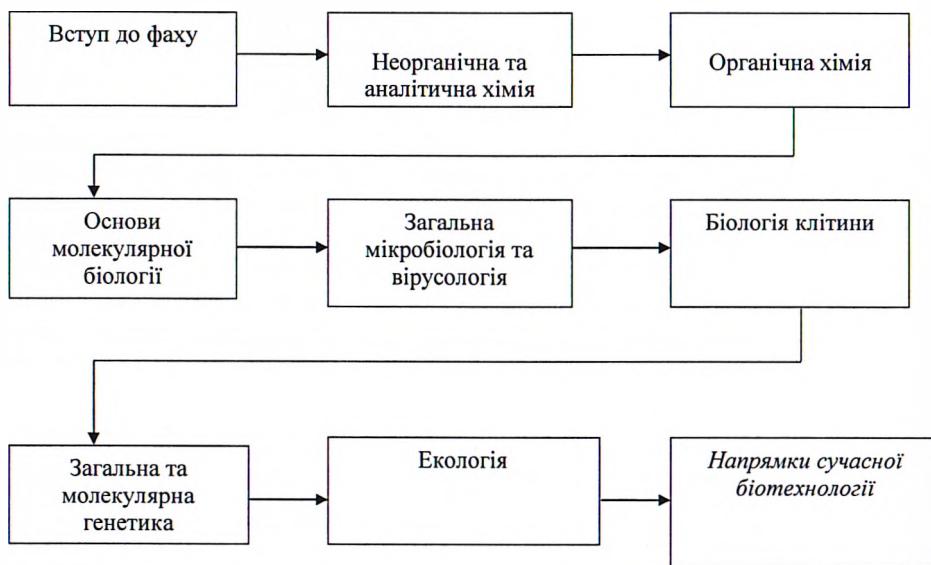 Вступ до фаху
Неорганічна та
аналітична хімія
Органічна хімія
Основи
молекулярної
біології
Загальна
мікробіологія та
вірусологія
Біологія клітини
Загальна та
молекулярна
генетика
Екологія
Напрямки сучасної
біотехнології